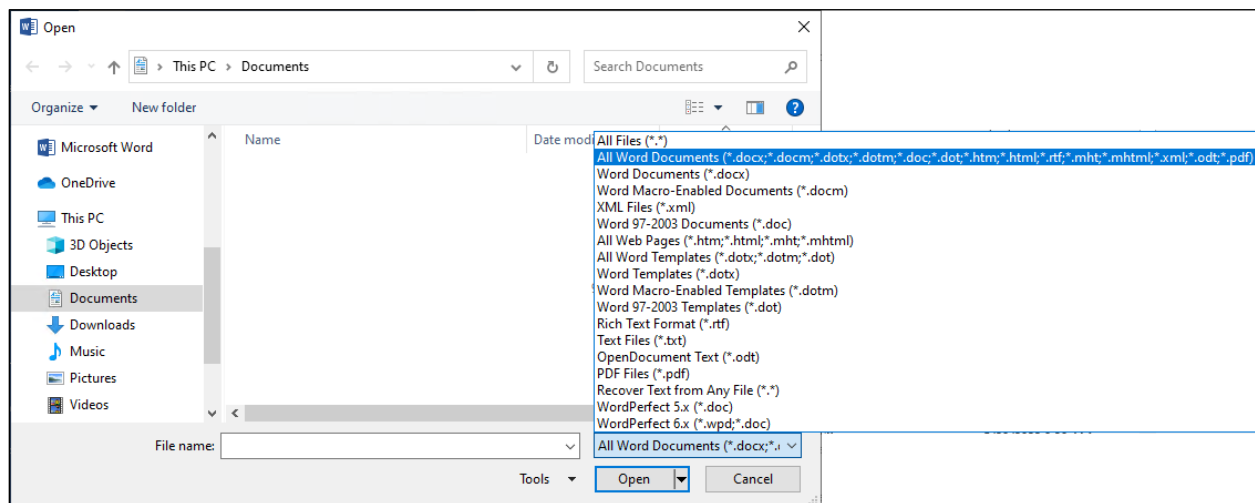 Open
This PC > Documents
Search Documents
Organize
New folder
Microsoft Word
OneDrive
This PC
3D Objects
Desktop
Documents
Downloads
Music
Pictures
Videos
Name
Date modi
All Files (*.*)
All Word Documents (*.docx;*.docm;*.dotx;*.dotm;*.doc;*.dot;*.htm;*.html;*.rtf;*.mht;*.mhtml;*.xml;*.odt;*.pdf)
Word Documents (*.docx)
Word Macro-Enabled Documents (*.docm)
XML Files (*.xml)
Word 97-2003 Documents (*.doc)
All Web Pages (*.htm;*.html;*.mht;*.mhtml)
All Word Templates (*.dotx;*.dotm;*.dot)
Word Templates (*.dotx)
Word Macro-Enabled Templates (*.dotm)
Word 97-2003 Templates (*.dot)
Rich Text Format (*.rtf)
Text Files (*.txt)
OpenDocument Text (*.odt)
PDF Files (*.pdf)
Recover Text from Any File (*.*)
WordPerfect 5.x (*.doc)
WordPerfect 6.x (*.wpd;*.doc)
File name:
All Word Documents (*.docx;*.
Tools
Open
Cancel